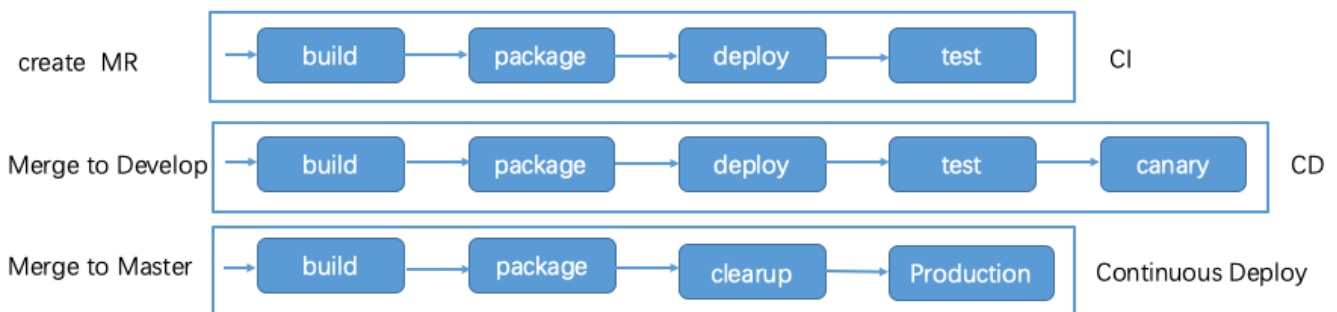 create MR build package deploy test CI
Merge to Develop build package deploy test canary CD
Merge to Master build package clearup Production Continuous Deploy